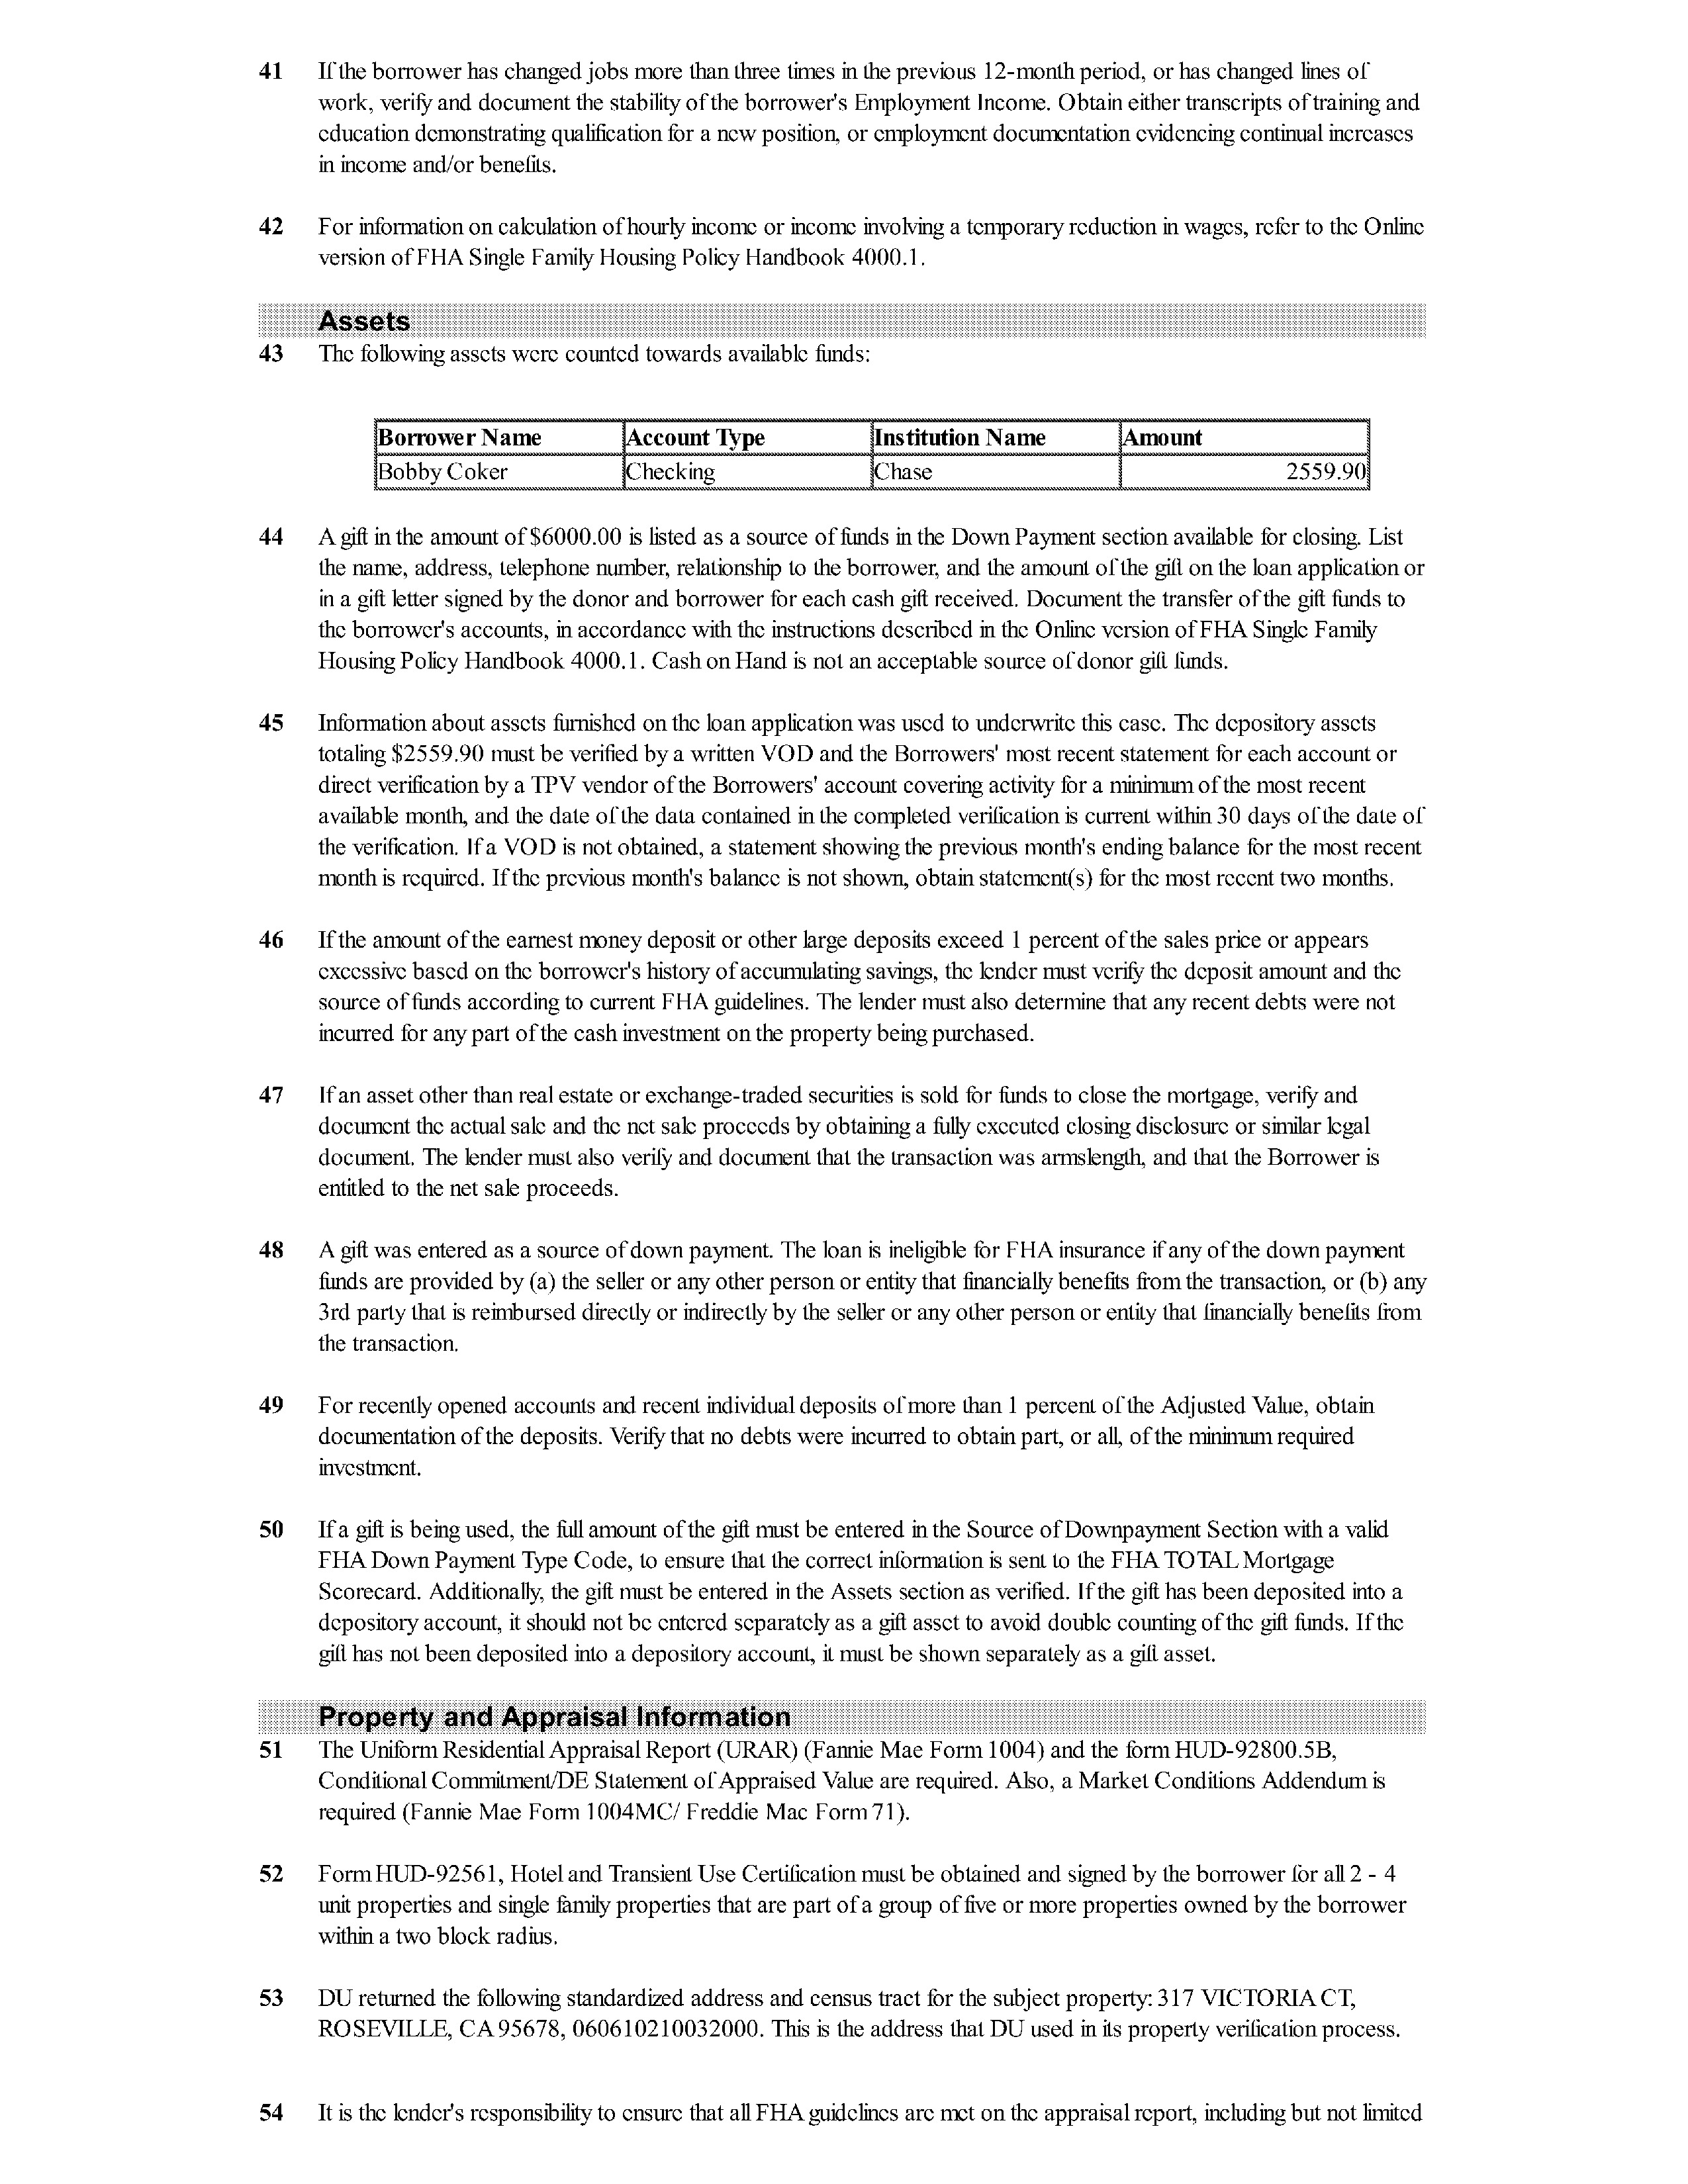 41 If the borrower has changed jobs more than three times in the previous 12-month period, or has changed lines of
work, verify and document the stability of the borrower's Employment Income. Obtain either transcripts of training and
education demonstrating qualification for a new position, or employment documentation evidencing continual increases
in income and/or benefits.
42 For information on calculation of hourly income or income involving a temporary reduction in wages, refer to the Online
version of FHA Single Family Housing Policy Handbook 4000.1.
Assets
43 The following assets were counted towards available funds:
Borrower Name Account Type Institution Name Amount
Bobby Coker Checking Chase 2559.90
44 A gift in the amount of $6000.00 is listed as a source of funds in the Down Payment section available for closing. List
the name, address, telephone number, relationship to the borrower, and the amount of the gift on the loan application or
in a gift letter signed by the donor and borrower for each cash gift received. Document the transfer of the gift funds to
the borrower's accounts, in accordance with the instructions described in the Online version of FHA Single Family
Housing Policy Handbook 4000.1. Cash on Hand is not an acceptable source of donor gift funds.
45 Information about assets furnished on the loan application was used to underwrite this case. The depository assets
totaling $2559.90 must be verified by a written VOD and the Borrowers' most recent statement for each account or
direct verification by a TPV vendor of the Borrowers' account covering activity for a minimum of the most recent
available month, and the date of the data contained in the completed verification is current within 30 days of the date of
the verification. If a VOD is not obtained, a statement showing the previous month's ending balance for the most recent
month is required. If the previous month's balance is not shown, obtain statement(s) for the most recent two months.
46 If the amount of the earnest money deposit or other large deposits exceed 1 percent of the sales price or appears
excessive based on the borrower's history of accumulating savings, the lender must verify the deposit amount and the
source of funds according to current FHA guidelines. The lender must also determine that any recent debts were not
incurred for any part of the cash investment on the property being purchased.
47 If an asset other than real estate or exchange-traded securities is sold for funds to close the mortgage, verify and
document the actual sale and the net sale proceeds by obtaining a fully executed closing disclosure or similar legal
document. The lender must also verify and document that the transaction was armslength, and that the Borrower is
entitled to the net sale proceeds.
48 A gift was entered as a source of down payment. The loan is ineligible for FHA insurance if any of the down payment
funds are provided by (a) the seller or any other person or entity that financially benefits from the transaction, or (b) any
3rd party that is reimbursed directly or indirectly by the seller or any other person or entity that financially benefits from
the transaction.
49 For recently opened accounts and recent individual deposits of more than 1 percent of the Adjusted Value, obtain
documentation of the deposits. Verify that no debts were incurred to obtain part, or all, of the minimum required
investment.
50 If a gift is being used, the full amount of the gift must be entered in the Source of Downpayment Section with a valid
FHA Down Payment Type Code, to ensure that the correct information is sent to the FHA TOTAL Mortgage
Scorecard. Additionally, the gift must be entered in the Assets section as verified. If the gift has been deposited into a
depository account, it should not be entered separately as a gift asset to avoid double counting of the gift funds. If the
gift has not been deposited into a depository account, it must be shown separately as a gift asset.
Property and Appraisal Information
51 The Uniform Residential Appraisal Report (URAR) (Fannie Mae Form 1004) and the form HUD-92800.5B,
Conditional Commitment/DE Statement of Appraised Value are required. Also, a Market Conditions Addendum is
required (Fannie Mae Form 1004MC/ Freddie Mac Form 71).
52 Form HUD-92561, Hotel and Transient Use Certification must be obtained and signed by the borrower for all 2 - 4
unit properties and single family properties that are part of a group of five or more properties owned by the borrower
within a two block radius.
53 DU returned the following standardized address and census tract for the subject property: 317 VICTORIA CT,
ROSEVILLE, CA 95678, 060610210032000. This is the address that DU used in its property verification process.
54 It is the lender's responsibility to ensure that all FHA guidelines are met on the appraisal report, including but not limited